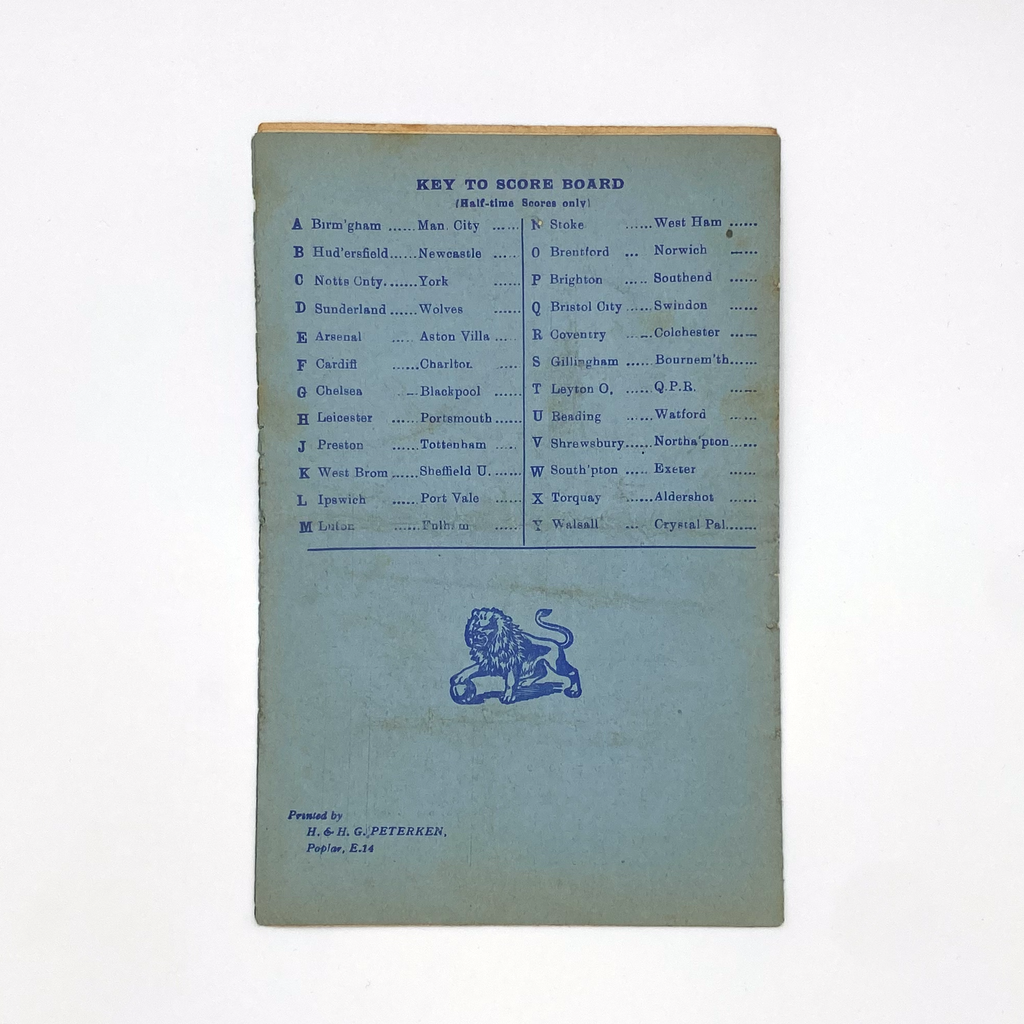 KEY TO SCORE BOARD
(Half-time Scores only)
A Birm'gham ......Man. City ......
B Hud'ersfield......Newcastle .....
C Notts Cnty.......York ......
D Sunderland ......Wolves ......
E Arsenal ..... Aston Villa ....
F Cardiff ......Charlton .....
G Chelsea ......Blackpool ......
H Leicester ......Portsmouth......
J Preston ......Tottenham .....
K West Brom ......Sheffield U. ......
L Ipswich ......Port Vale ......
M Luton ......Fulham ......
N Stoke ......West Ham ......
O Brentford ... Norwich ......
P Brighton ..... Southend ......
Q Bristol City ......Swindon ......
R Coventry ......Colchester ......
S Gillingham ......Bournem'th......
T Leyton O. ......Q.P.R. ......
U Reading ......Watford ......
V Shrewsbury......Northa'pton......
W South'pton ..... Exeter ......
X Torquay ......Aldershot ......
Y Walsall ... Crystal Pal.......
Printed by
H. & H. G. PETERKEN,
Poplar, E.14